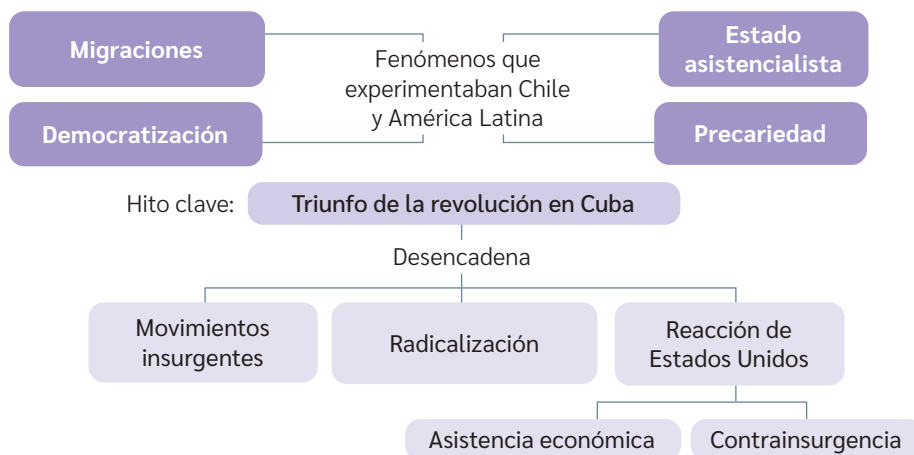 Migraciones
Fenómenos que
experimentaban Chile
y América Latina
Estado
asistencialista
Democratización
Precariedad
Hito clave: Triunfo de la revolución en Cuba
Desencadena
Movimientos
insurgentes
Radicalización
Reacción de
Estados Unidos
Asistencia económica
Contrainsurgencia